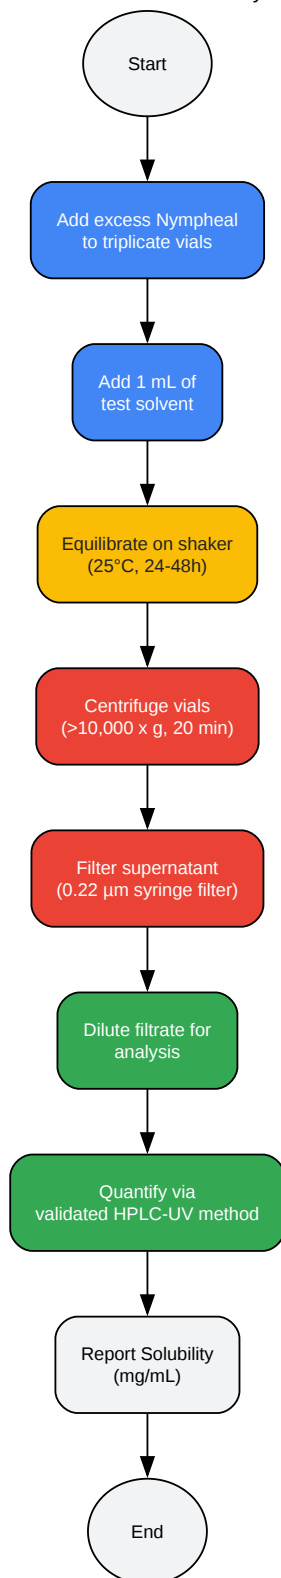 Start
Add excess Nympheal
to triplicate vials
Add 1 mL of
test solvent
Equilibrate on shaker
(25°C, 24-48h)
Centrifuge vials
(>10,000 x g, 20 min)
Filter supernatant
(0.22 µm syringe filter)
Dilute filtrate for
analysis
Quantify via
validated HPLC-UV method
Report Solubility
(mg/mL)
End